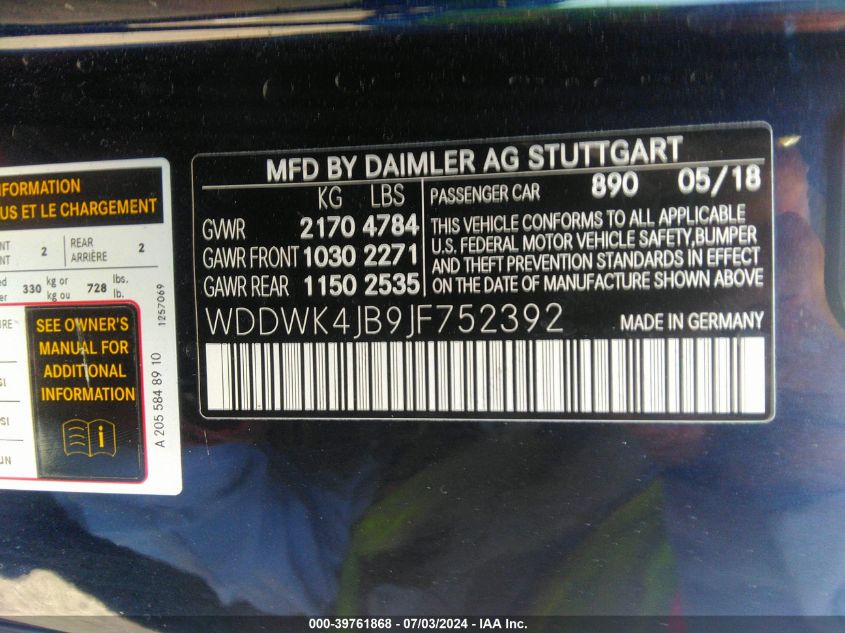 NFORMATION
US ET LE CHARGEMENT
NT 2 REAR 2
NT ARRIÈRE
330 kg or 728 lbs.
kg ou lb.
SEE OWNER'S
MANUAL FOR
ADDITIONAL
INFORMATION
i
1257069
A 205 584 89 10
MFD BY DAIMLER AG STUTTGART
KG LBS
GVWR 2170 4784
GAWR FRONT 1030 2271
GAWR REAR 1150 2535
PASSENGER CAR 890 05/18
THIS VEHICLE CONFORMS TO ALL APPLICABLE
U.S. FEDERAL MOTOR VEHICLE SAFETY,BUMPER
AND THEFT PREVENTION STANDARDS IN EFFECT
ON THE DATE OF MANUFACTURE SHOWN ABOVE
WDDWK4JB9JF752392 MADE IN GERMANY
000-39761868 - 07/03/2024 - IAA Inc.